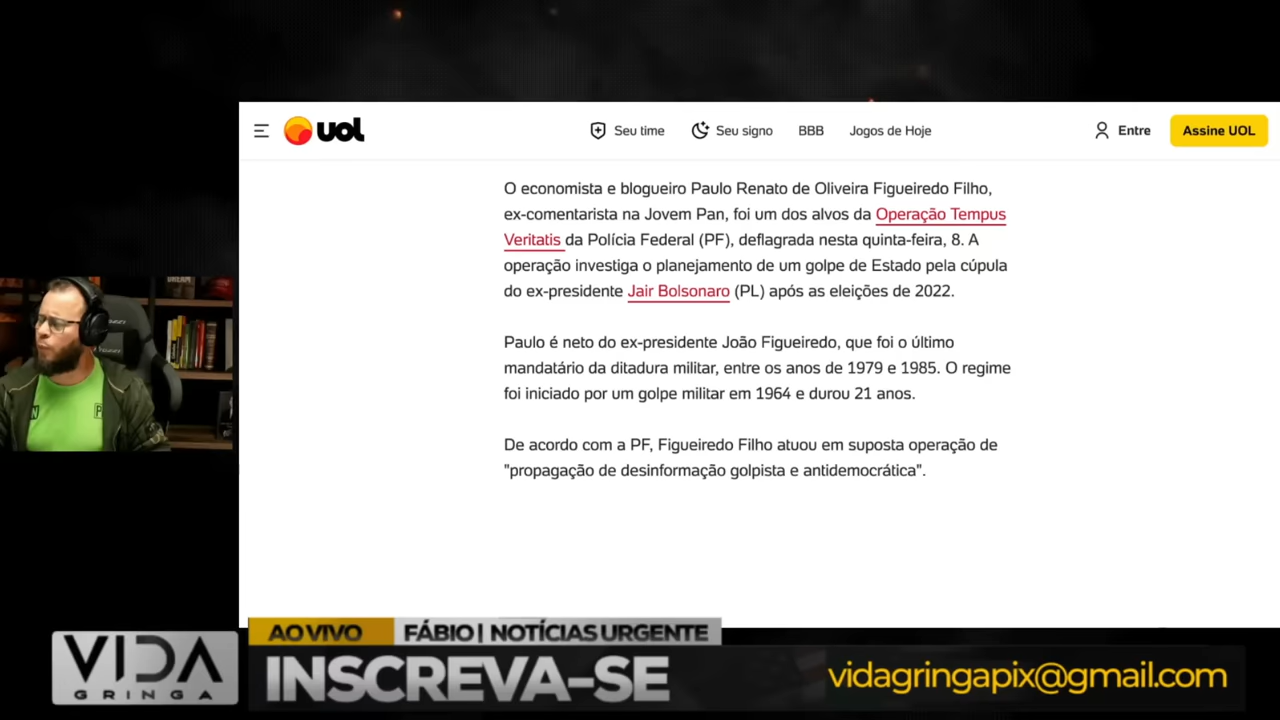 uol
Seu time
Seu signo
BBB
Jogos de Hoje
Entre
Assine UOL
O economista e blogueiro Paulo Renato de Oliveira Figueiredo Filho,
ex-comentarista na Jovem Pan, foi um dos alvos da Operação Tempus
Veritatis da Polícia Federal (PF), deflagrada nesta quinta-feira, 8. A
operação investiga o planejamento de um golpe de Estado pela cúpula
do ex-presidente Jair Bolsonaro (PL) após as eleições de 2022.
Paulo é neto do ex-presidente João Figueiredo, que foi o último
mandatário da ditadura militar, entre os anos de 1979 e 1985. O regime
foi iniciado por um golpe militar em 1964 e durou 21 anos.
De acordo com a PF, Figueiredo Filho atuou em suposta operação de
"propagação de desinformação golpista e antidemocrática".
VIDA
GRINGA
AO VIVO
FÁBIO | NOTÍCIAS URGENTE
INSCREVA-SE
vidagringapix@gmail.com